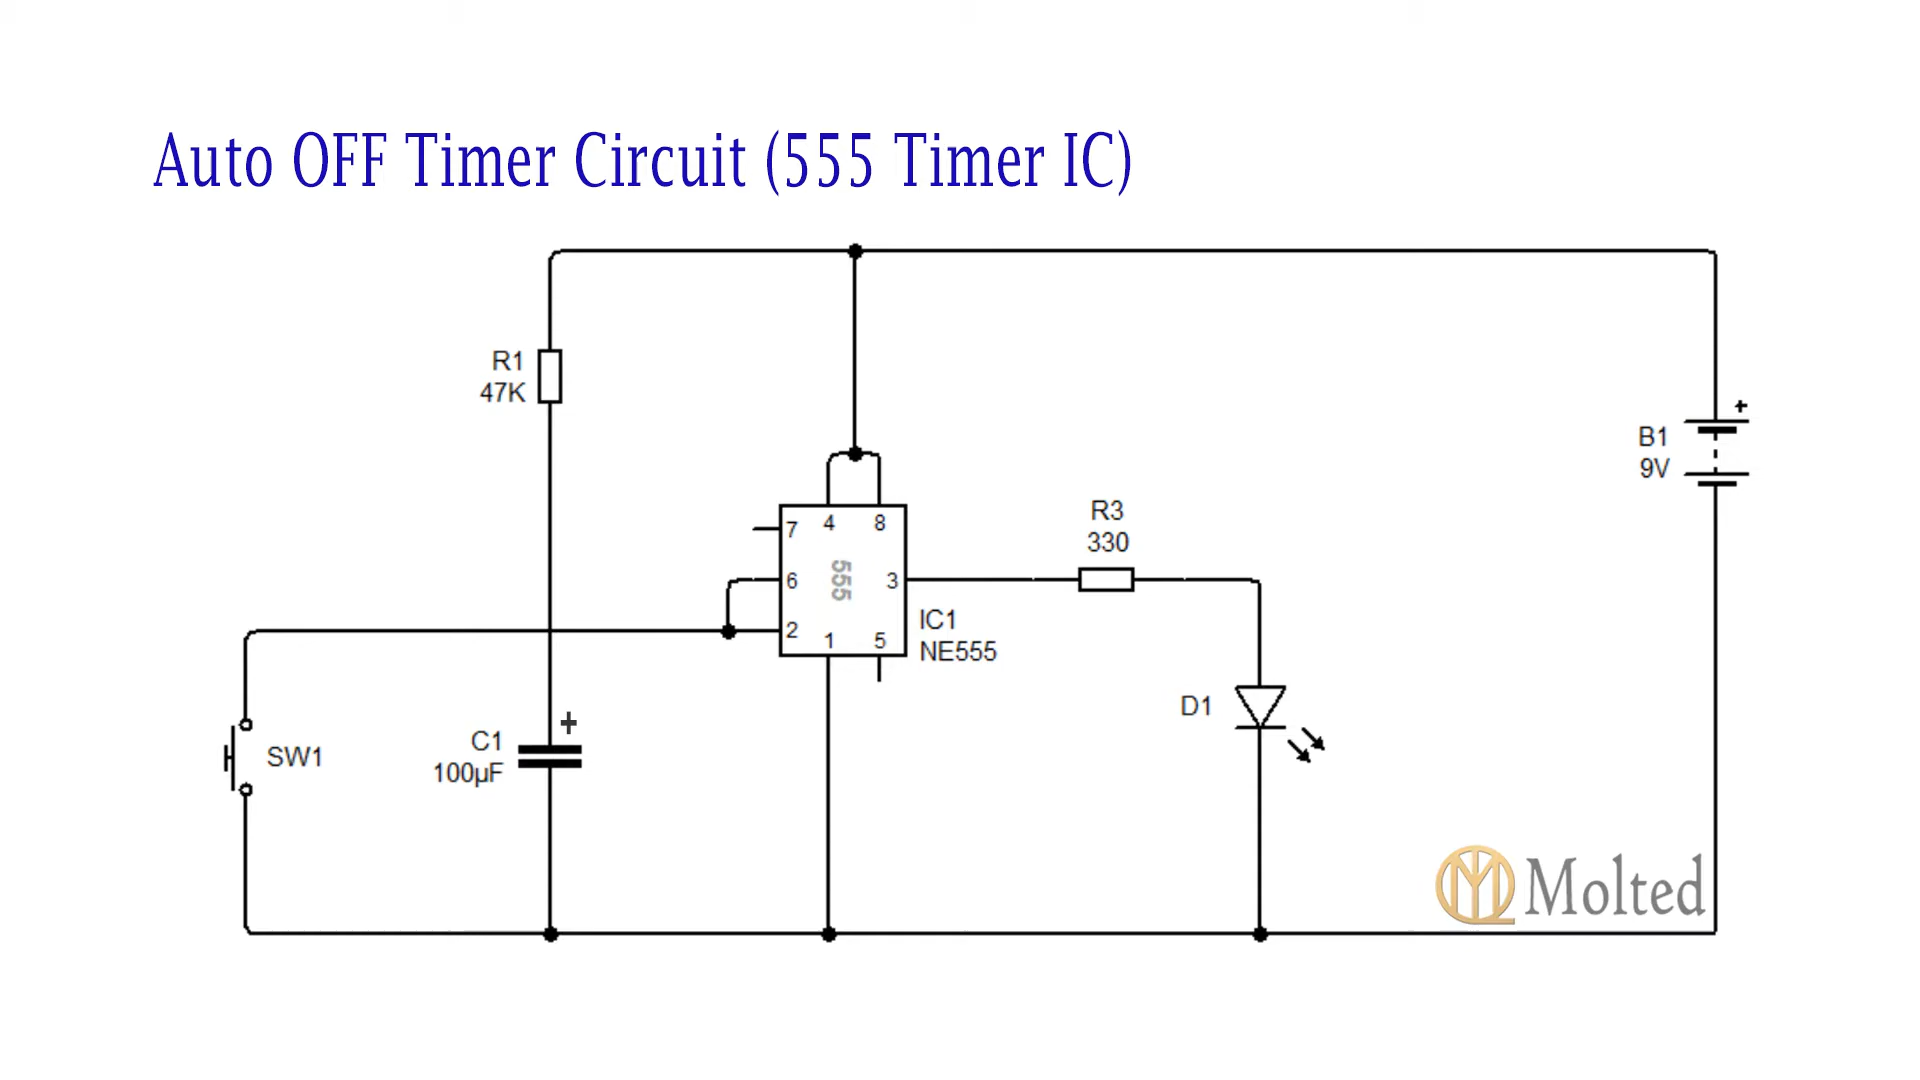 Auto OFF Timer Circuit (555 Timer IC)
R1
47K
+
B1
9V
R3
330
7
4
8
6
555
3
2
1
5
IC1
NE555
D1
+
C1
100µF
SW1
Molted